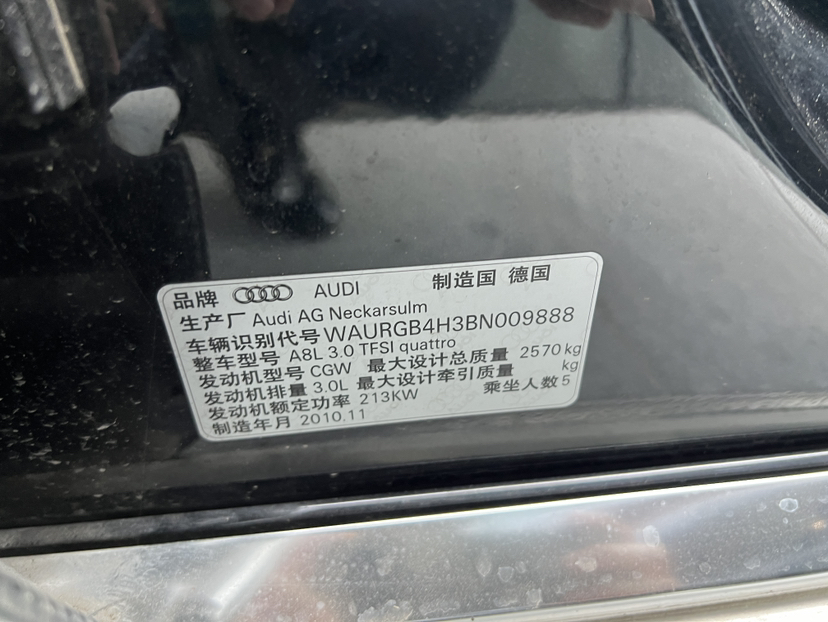 品牌 AUDI 制造国 德国
生产厂 Audi AG Neckarsulm
车辆识别代号 WAURGB4H3BN009888
整车型号 A8L 3.0 TFSI quattro
发动机型号 CGW 最大设计总质量 2570 kg
发动机排量 3.0L 最大设计牵引质量 kg
发动机额定功率 213KW 乘坐人数 5
制造年月 2010.11